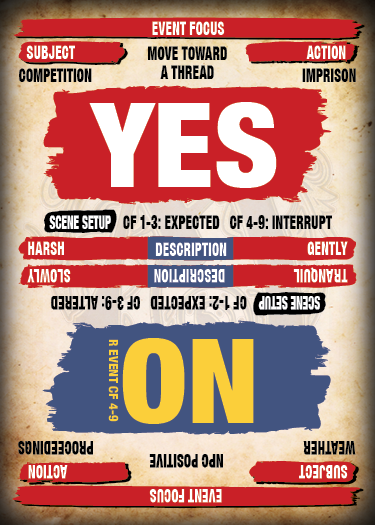 EVENT FOCUS
SUBJECT MOVE TOWARD ACTION
COMPETITION A THREAD IMPRISON
YES
SCENE SETUP CF 1-3: EXPECTED CF 4-9: INTERRUPT
HARSH DESCRIPTION GENTLY
EVENT FOCUS
SUBJECT NPC POSITIVE ACTION
WEATHER PROCEEDINGS
NO
R EVENT CF 4-9
SCENE SETUP CF 1-2: EXPECTED CF 3-9: ALTERED
TRANQUIL DESCRIPTION SLOWLY